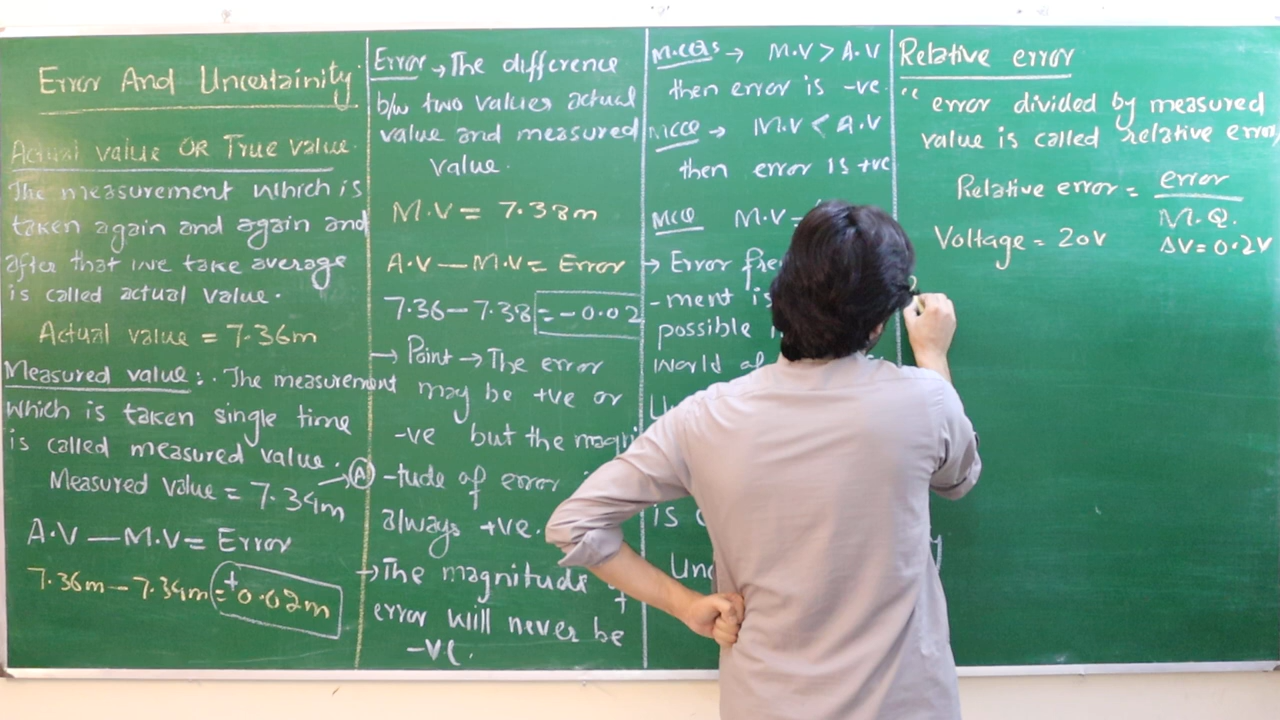 Error And Uncertainity
Actual value OR True value.
The measurement which is
taken again and again and
after that we take average
is called actual value.
Actual value = 7.36m
Measured value:. The measurement
which is taken single time
is called measured value.
Measured value = 7.34m
A.V — M.V = Error
7.36m — 7.34m = +0.02m
A
Error → The difference
b/w two values actual
value and measured
value.
M.V = 7.38m
A.V — M.V = Error
7.36 — 7.38 = -0.02
→ Point → The error
may be +ve or
-ve but the magni
-tude of error
always +ve.
→ The magnitude
error will never be
-ve.
→ M.V > A.V
then error is -ve.
MCQ → M.V < A.V
then error is +ve
MCQ M.V =
→ Error fre
-ment is
possible
world of
is
Un
Relative error
" error divided by measured
value is called relative error
Relative error = error
M.Q.
Voltage = 20V ΔV = 0.2V